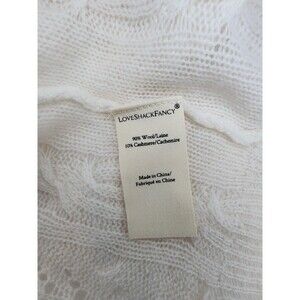 LOVESHACKFANCY®
90% Wool/Laine
10% Cashmere/Cachemire
Made in China/
Fabriqué en Chine